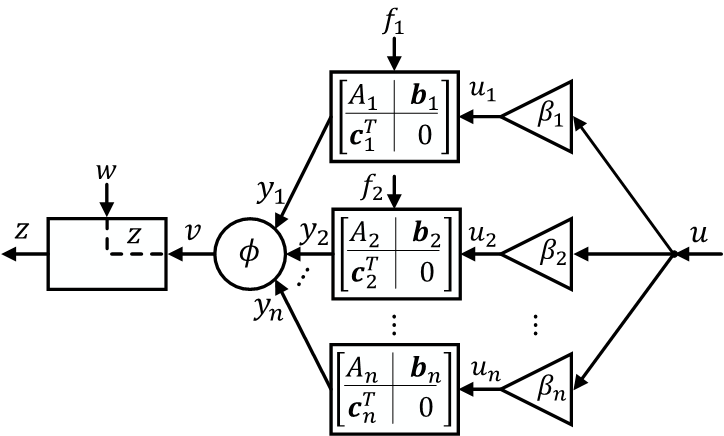 f₁
A₁ b₁
c₁ᵀ 0
u₁
β₁
w
y₁
f₂
z
z
v
ϕ
y₂
A₂ b₂
c₂ᵀ 0
u₂
β₂
u
⋰
yₙ
⋮
⋮
Aₙ bₙ
cₙᵀ 0
uₙ
βₙ